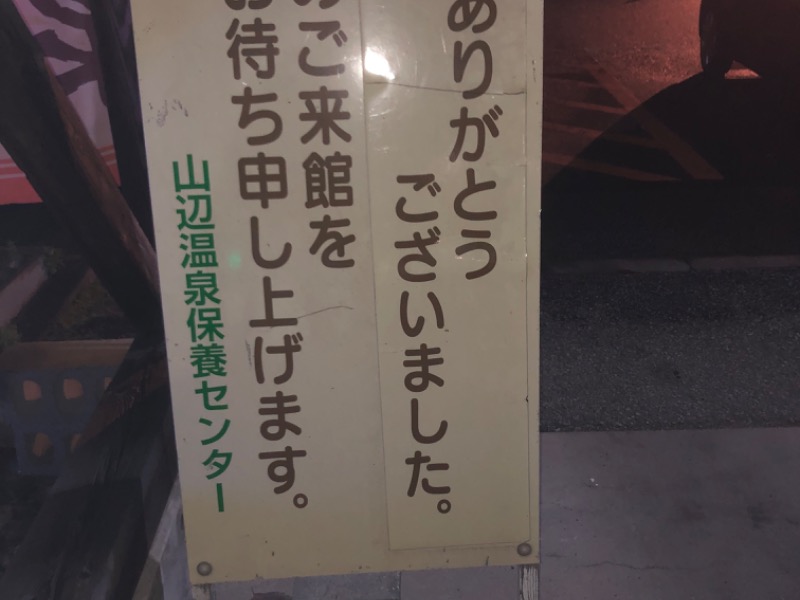 ありがとう
ございました。
ご来館を
お待ち申し上げます。
山辺温泉保養センター